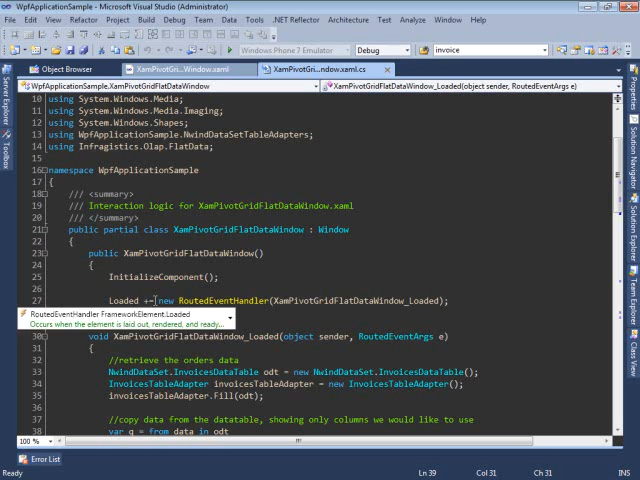 WpfApplicationSample - Microsoft Visual Studio (Administrator)
File Edit View Refactor Project Build Debug Team Data Tools .NET Reflector Architecture Test Analyze Window Help
Windows Phone 7 Emulator Debug invoice
Object Browser XamPivotGri...Window.xaml XamPivotGri...ndow.xaml.cs
WpfApplicationSample.XamPivotGridFlatDataWindow XamPivotGridFlatDataWindow_Loaded(object sender, RoutedEventArgs e)
10 using System.Windows.Media;
11 using System.Windows.Media.Imaging;
12 using System.Windows.Shapes;
13 using WpfApplicationSample.NwindDataSetTableAdapters;
14 using Infragistics.Olap.FlatData;
15
16 namespace WpfApplicationSample
17 {
18 /// <summary>
19 /// Interaction logic for XamPivotGridFlatDataWindow.xaml
20 /// </summary>
21 public partial class XamPivotGridFlatDataWindow : Window
22 {
23 public XamPivotGridFlatDataWindow()
24 {
25 InitializeComponent();
26
27 Loaded += new RoutedEventHandler(XamPivotGridFlatDataWindow_Loaded);
RoutedEventHandler FrameworkElement.Loaded
Occurs when the element is laid out, rendered, and ready...
30 void XamPivotGridFlatDataWindow_Loaded(object sender, RoutedEventArgs e)
31 {
32 //retrieve the orders data
33 NwindDataSet.InvoicesDataTable odt = new NwindDataSet.InvoicesDataTable();
34 InvoicesTableAdapter invoicesTableAdapter = new InvoicesTableAdapter();
35 invoicesTableAdapter.Fill(odt);
36
37 //copy data from the datatable, showing only columns we would like to use
38 var q = from data in odt
100 %
Error List
Ready Ln 39 Col 31 Ch 31 INS
Server Explorer
Toolbox
Properties
Solution Navigator
Solution Explorer
Team Explorer
Class View